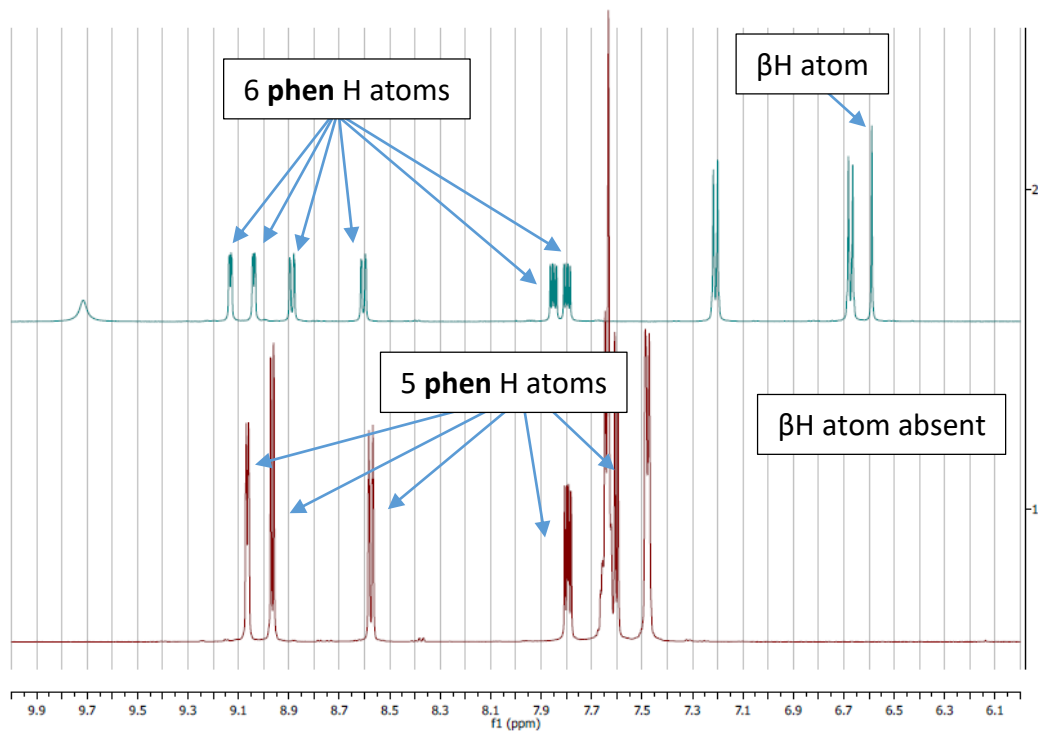 βH atom
6 phen H atoms
2
5 phen H atoms
βH atom absent
1
9.9 9.7 9.5 9.3 9.1 8.9 8.7 8.5 8.3 8.1 7.9 7.7 7.5 7.3 7.1 6.9 6.7 6.5 6.3 6.1
f1 (ppm)